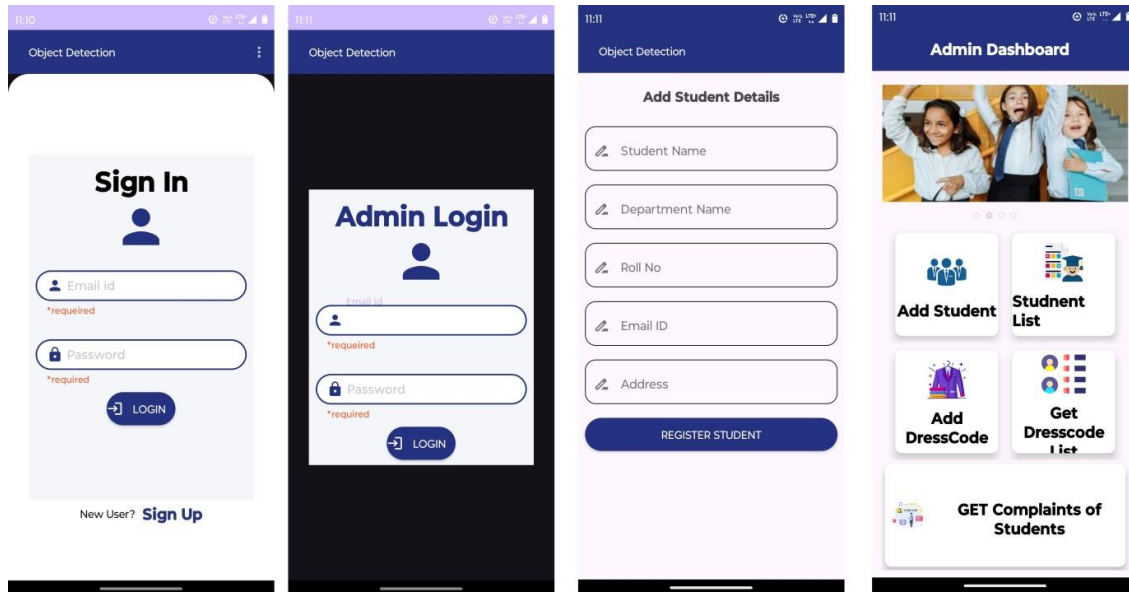 11:10
Object Detection
Sign In
Email id
*requeired
Password
*required
LOGIN
New User? Sign Up
11:11
Object Detection
Admin Login
Email id
*requeired
Password
*required
LOGIN
11:11
Object Detection
Add Student Details
Student Name
Department Name
Roll No
Email ID
Address
REGISTER STUDENT
11:11
Admin Dashboard
Add Student
Studnent
List
Add
DressCode
Get
Dresscode
List
GET Complaints of
Students